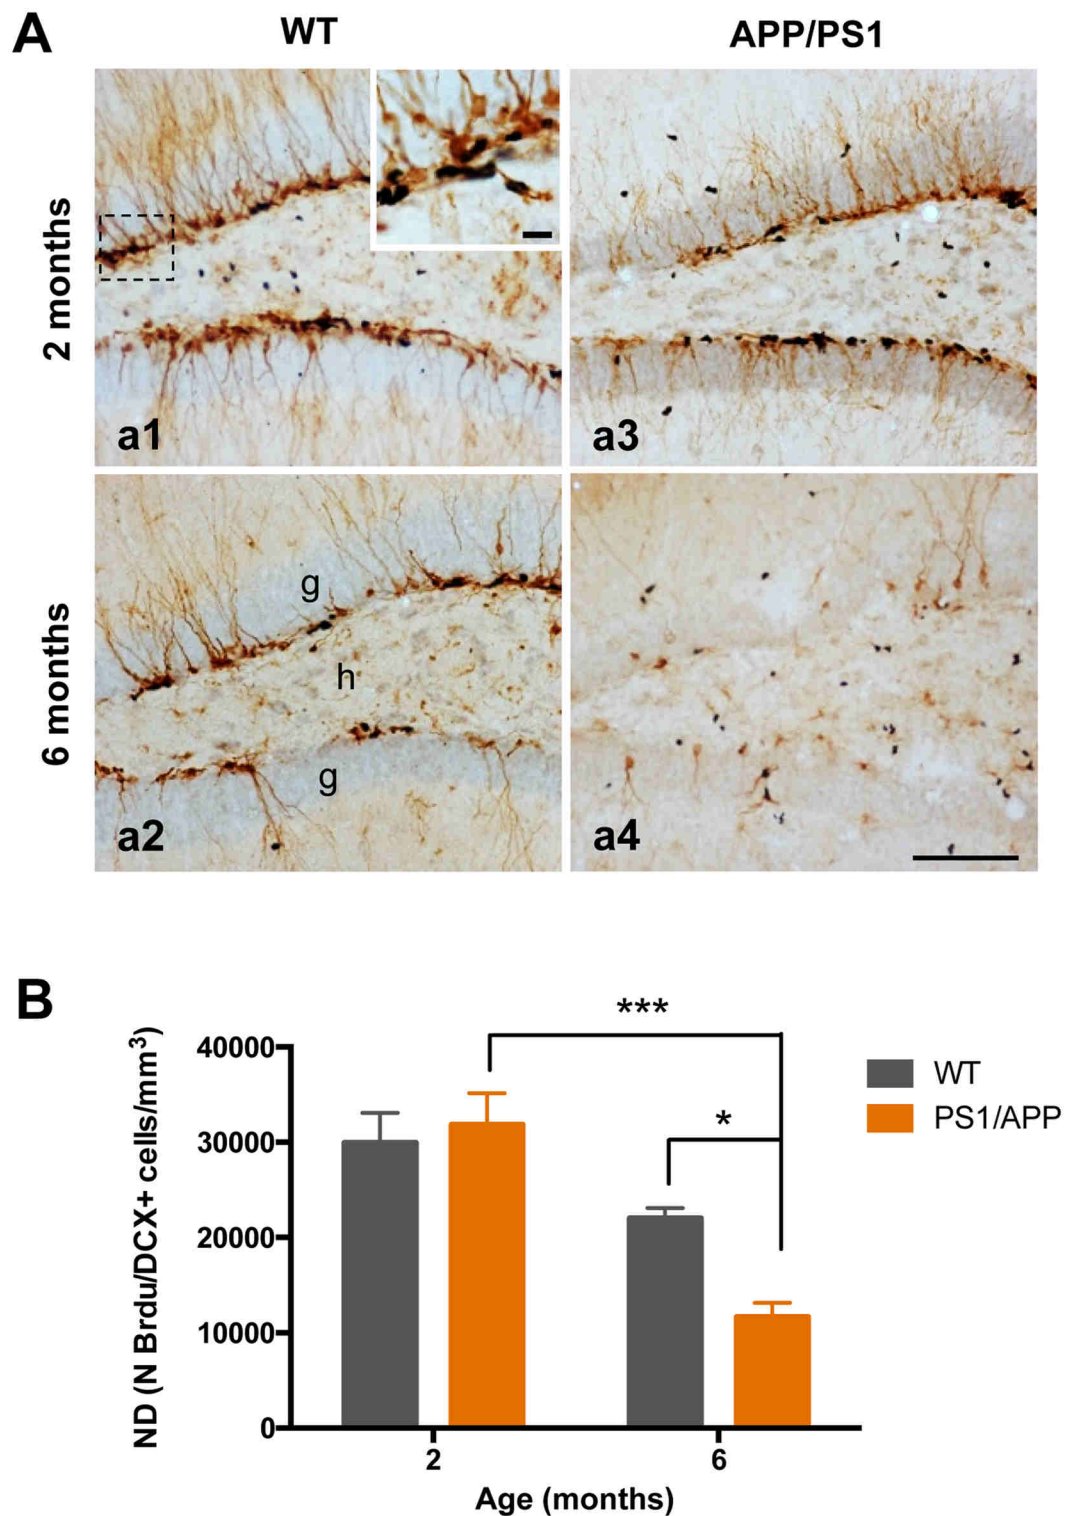 A
WT
APP/PS1
2 months
a1
a3
6 months
g
h
g
a2
a4
B
***
*
ND (N Brdu/DCX+ cells/mm³)
40000
30000
20000
10000
0
2
6
Age (months)
WT
PS1/APP